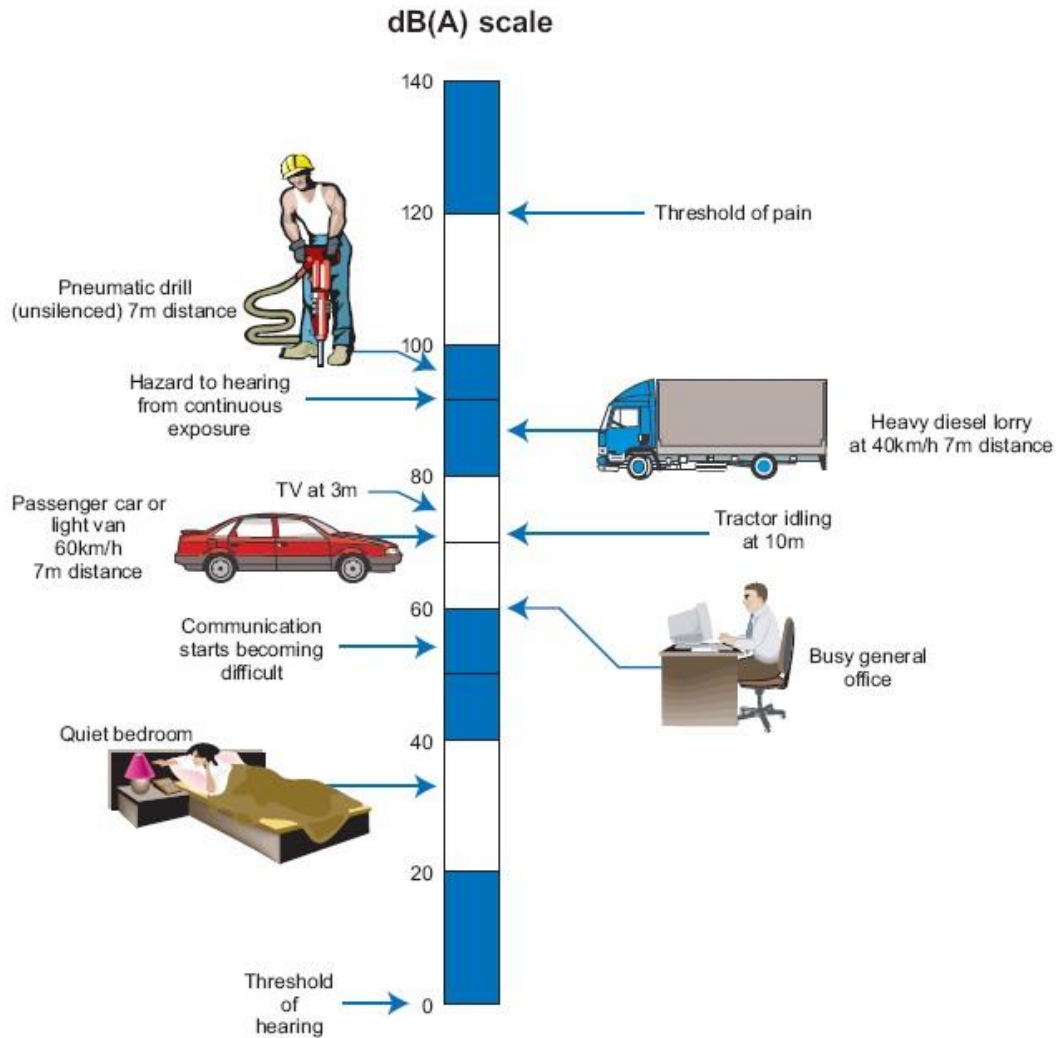 dB(A) scale
140
120
Threshold of pain
Pneumatic drill
(unsilenced) 7m distance
100
Hazard to hearing
from continuous
exposure
Heavy diesel lorry
at 40km/h 7m distance
80
TV at 3m
Passenger car or
light van
60km/h
7m distance
Tractor idling
at 10m
60
Communication
starts becoming
difficult
Busy general
office
Quiet bedroom
40
20
Threshold
of
hearing
0